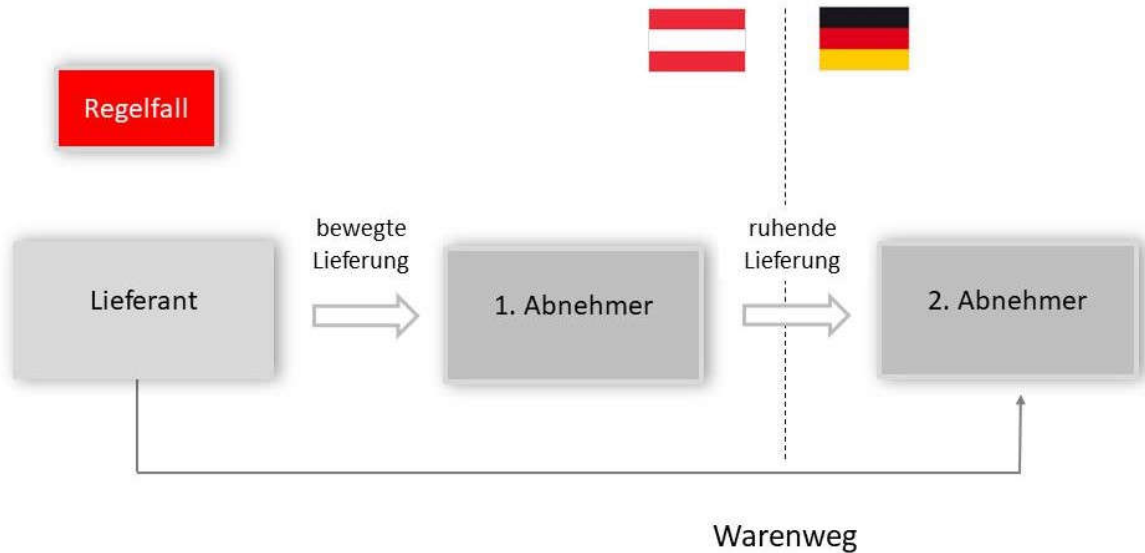 Regelfall
bewegte
Lieferung
ruhende
Lieferung
Lieferant
1. Abnehmer
2. Abnehmer
Warenweg